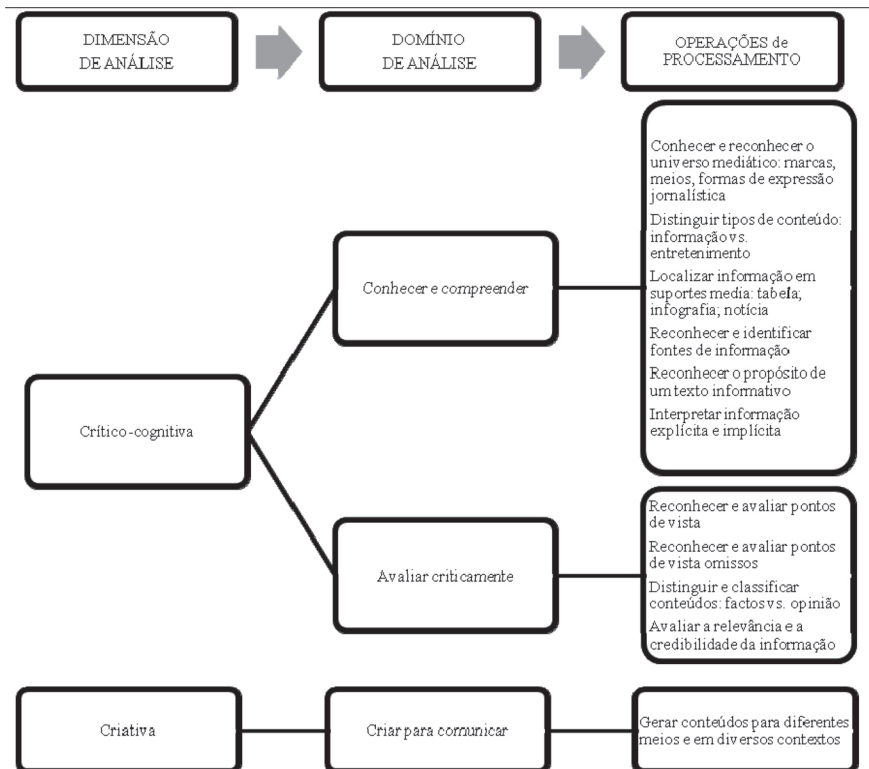 DIMENSÃO
DE ANÁLISE
DOMÍNIO
DE ANÁLISE
OPERAÇÕES de
PROCESSAMENTO
Crítico-cognitiva
Conhecer e compreender
Conhecer e reconhecer o
universo mediático: marcas,
meios, formas de expressão
jornalística
Distinguir tipos de conteúdo:
informação vs.
entretenimento
Localizar informação em
suportes media: tabela;
infografia; notícia
Reconhecer e identificar
fontes de informação
Reconhecer o propósito de
um texto informativo
Interpretar informação
explícita e implícita
Avaliar criticamente
Reconhecer e avaliar pontos
de vista
Reconhecer e avaliar pontos
de vista omissos
Distinguir e classificar
conteúdos: factos vs. opinião
Avaliar a relevância e a
credibilidade da informação
Criativa
Criar para comunicar
Gerar conteúdos para diferentes
meios e em diversos contextos